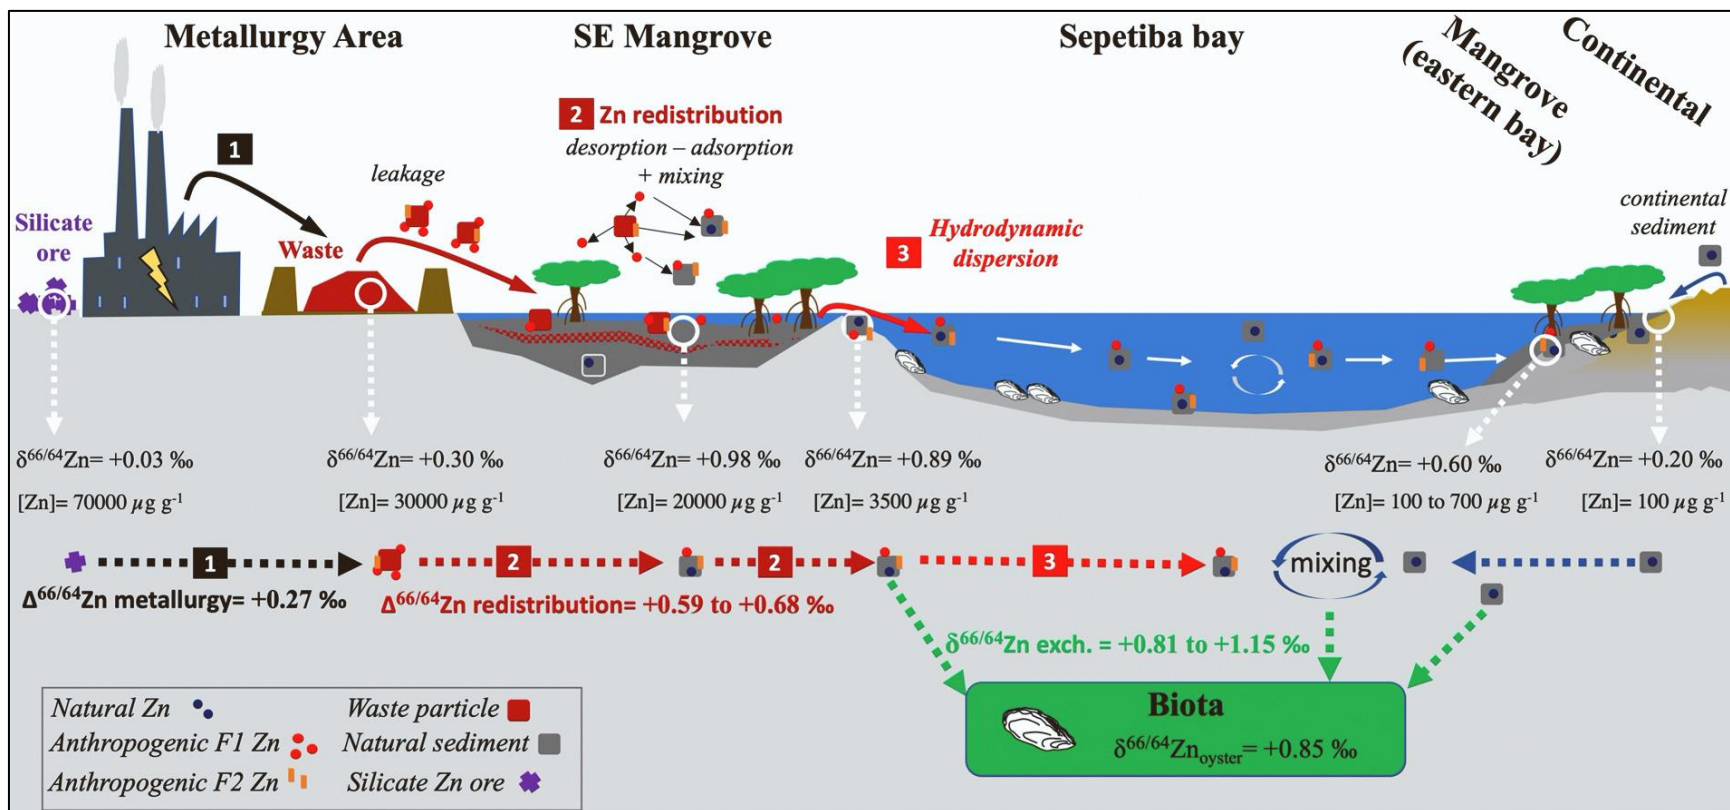 Metallurgy Area
SE Mangrove
Sepetiba bay
Mangrove
(eastern bay)
Continental
1
2 Zn redistribution
desorption – adsorption
+ mixing
leakage
Silicate
ore
Waste
3 Hydrodynamic
dispersion
continental
sediment
δ66/64Zn= +0.03 ‰
[Zn]= 70000 µg g-1
δ66/64Zn= +0.30 ‰
[Zn]= 30000 µg g-1
δ66/64Zn= +0.98 ‰
[Zn]= 20000 µg g-1
δ66/64Zn= +0.89 ‰
[Zn]= 3500 µg g-1
δ66/64Zn= +0.60 ‰
[Zn]= 100 to 700 µg g-1
δ66/64Zn= +0.20 ‰
[Zn]= 100 µg g-1
1
2
2
3
mixing
Δ66/64Zn metallurgy= +0.27 ‰
Δ66/64Zn redistribution= +0.59 to +0.68 ‰
δ66/64Zn exch. = +0.81 to +1.15 ‰
Biota
δ66/64Znoyster= +0.85 ‰
Natural Zn
Waste particle
Anthropogenic F1 Zn
Natural sediment
Anthropogenic F2 Zn
Silicate Zn ore